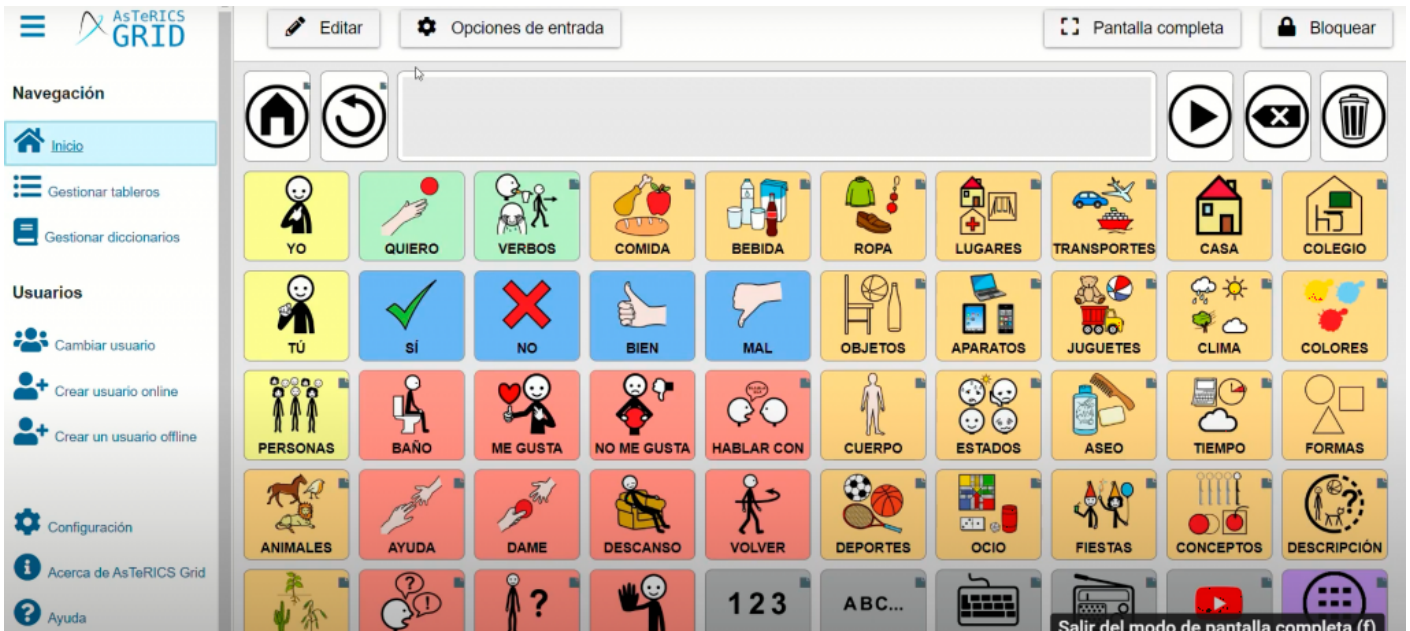 AsTeRICS
GRID
Editar
Opciones de entrada
Pantalla completa
Bloquear
Navegación
Inicio
Gestionar tableros
Gestionar diccionarios
Usuarios
Cambiar usuario
Crear usuario online
Crear un usuario offline
Configuración
Acerca de AsTeRICS Grid
Ayuda
YO
QUIERO
VERBOS
COMIDA
BEBIDA
ROPA
LUGARES
TRANSPORTES
CASA
COLEGIO
TÚ
SÍ
NO
BIEN
MAL
OBJETOS
APARATOS
JUGUETES
CLIMA
COLORES
PERSONAS
BAÑO
ME GUSTA
NO ME GUSTA
HABLAR CON
CUERPO
ESTADOS
ASEO
TIEMPO
FORMAS
ANIMALES
AYUDA
DAME
DESCANSO
VOLVER
DEPORTES
OCIO
FIESTAS
CONCEPTOS
DESCRIPCIÓN
1 2 3
A B C...
Salir del modo de pantalla completa (f)